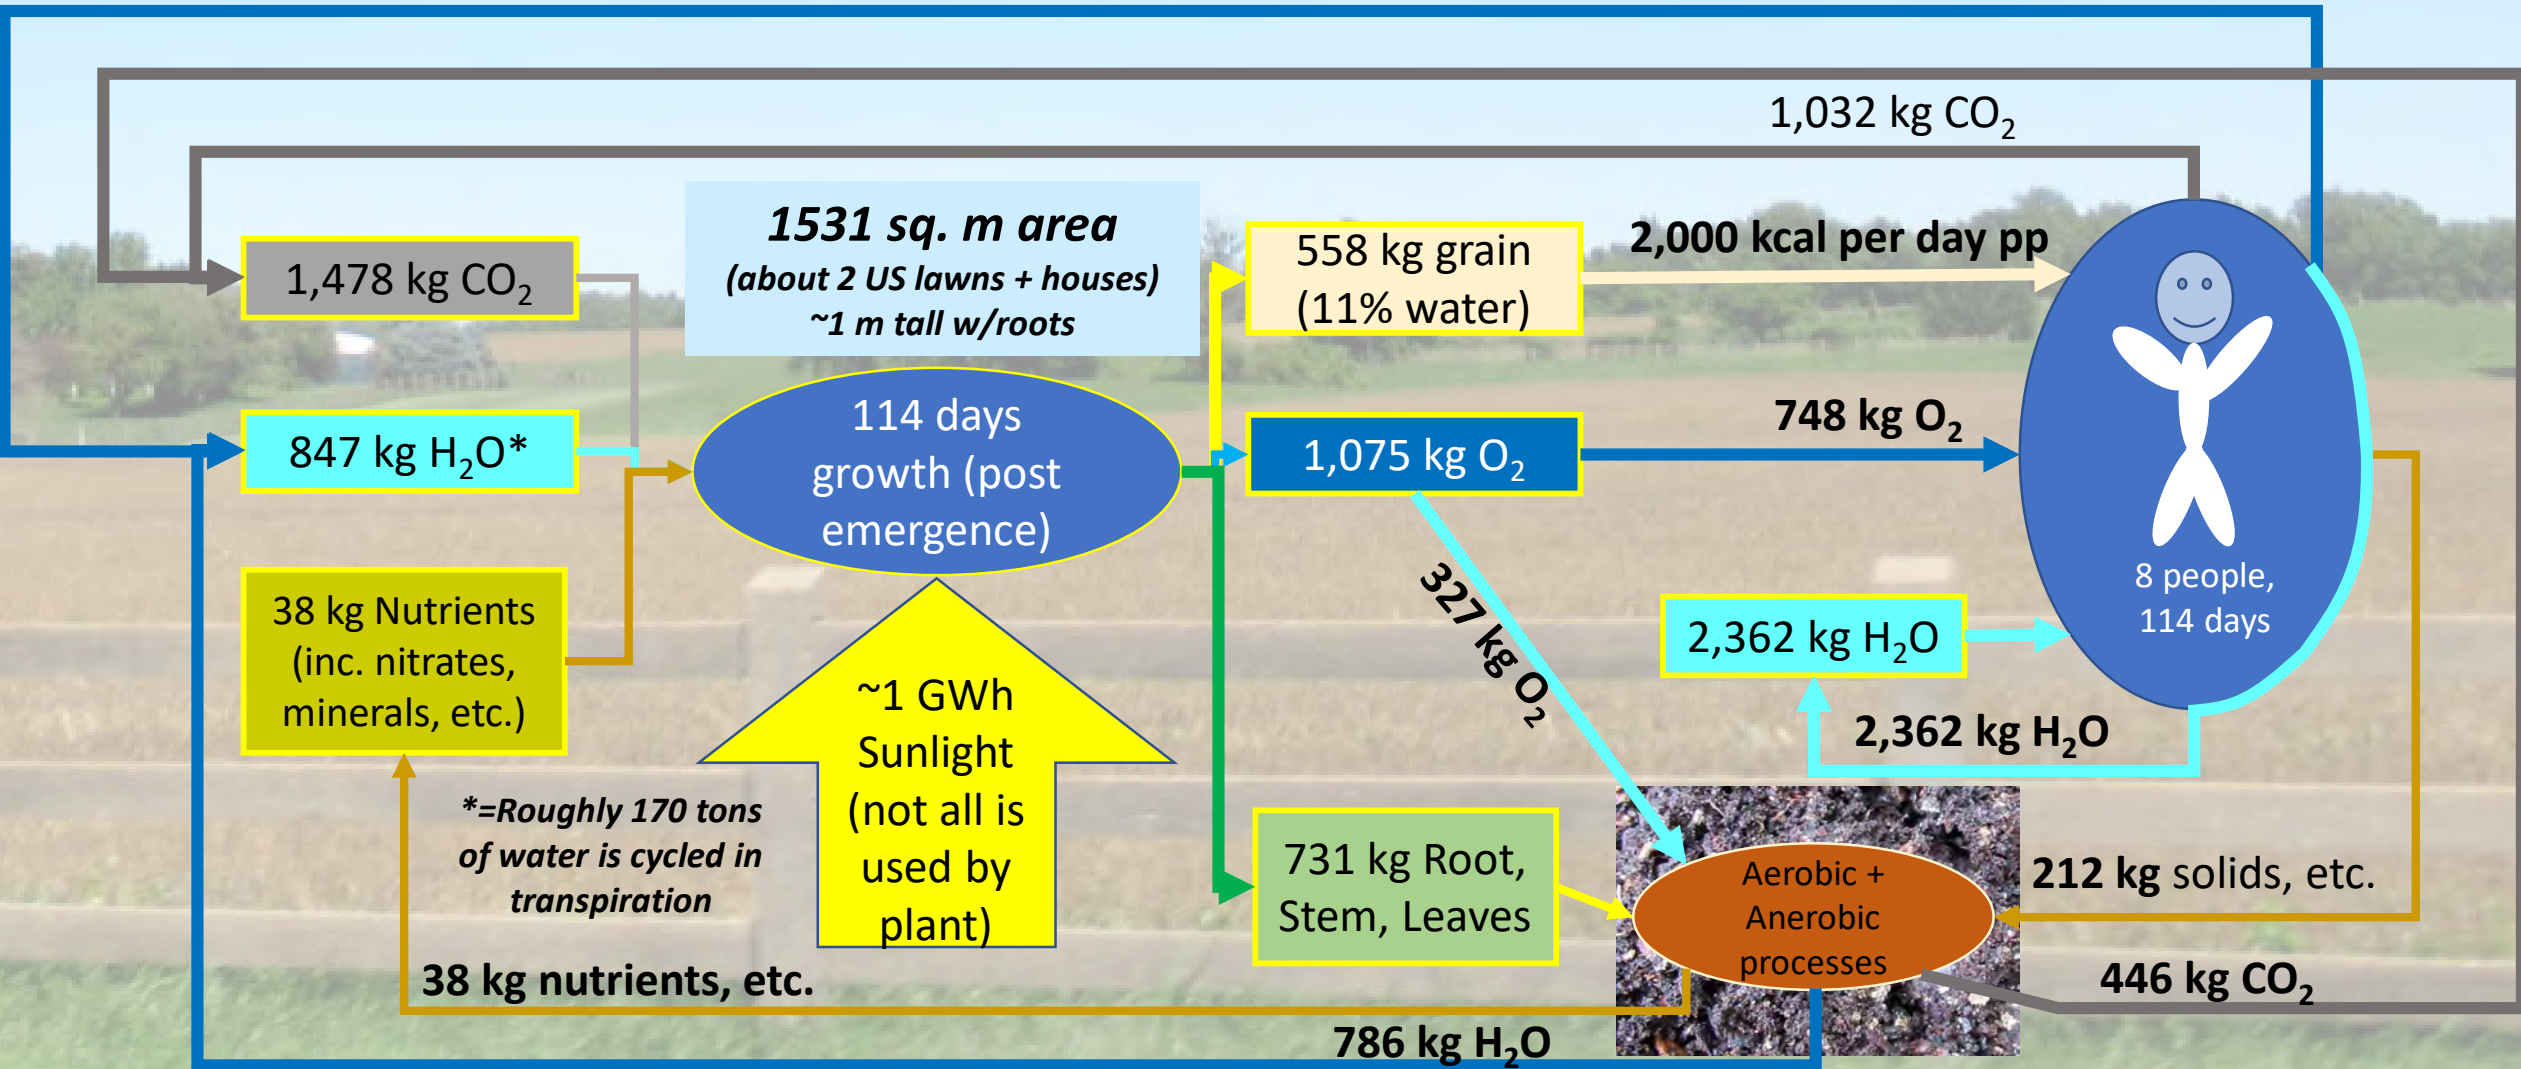 1,032 kg CO₂
1531 sq. m area
(about 2 US lawns + houses)
~1 m tall w/roots
1,478 kg CO₂
558 kg grain
(11% water)
2,000 kcal per day pp
847 kg H₂O*
114 days
growth (post
emergence)
1,075 kg O₂
748 kg O₂
327 kg O₂
8 people,
114 days
38 kg Nutrients
(inc. nitrates,
minerals, etc.)
2,362 kg H₂O
2,362 kg H₂O
~1 GWh
Sunlight
(not all is
used by
plant)
*=Roughly 170 tons
of water is cycled in
transpiration
731 kg Root,
Stem, Leaves
Aerobic +
Anerobic
processes
212 kg solids, etc.
38 kg nutrients, etc.
446 kg CO₂
786 kg H₂O